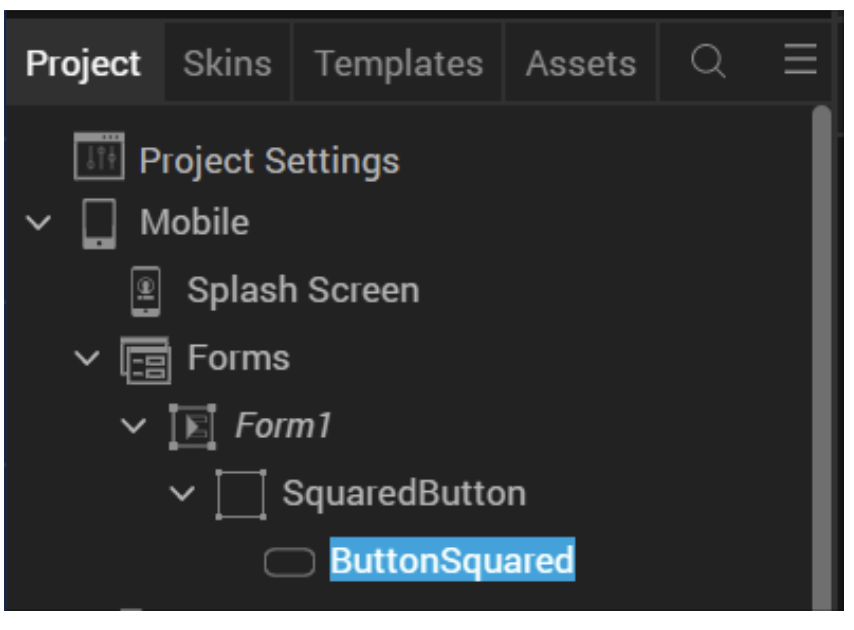 Project Skins Templates Assets
Project Settings
Mobile
Splash Screen
Forms
Form1
SquaredButton
ButtonSquared